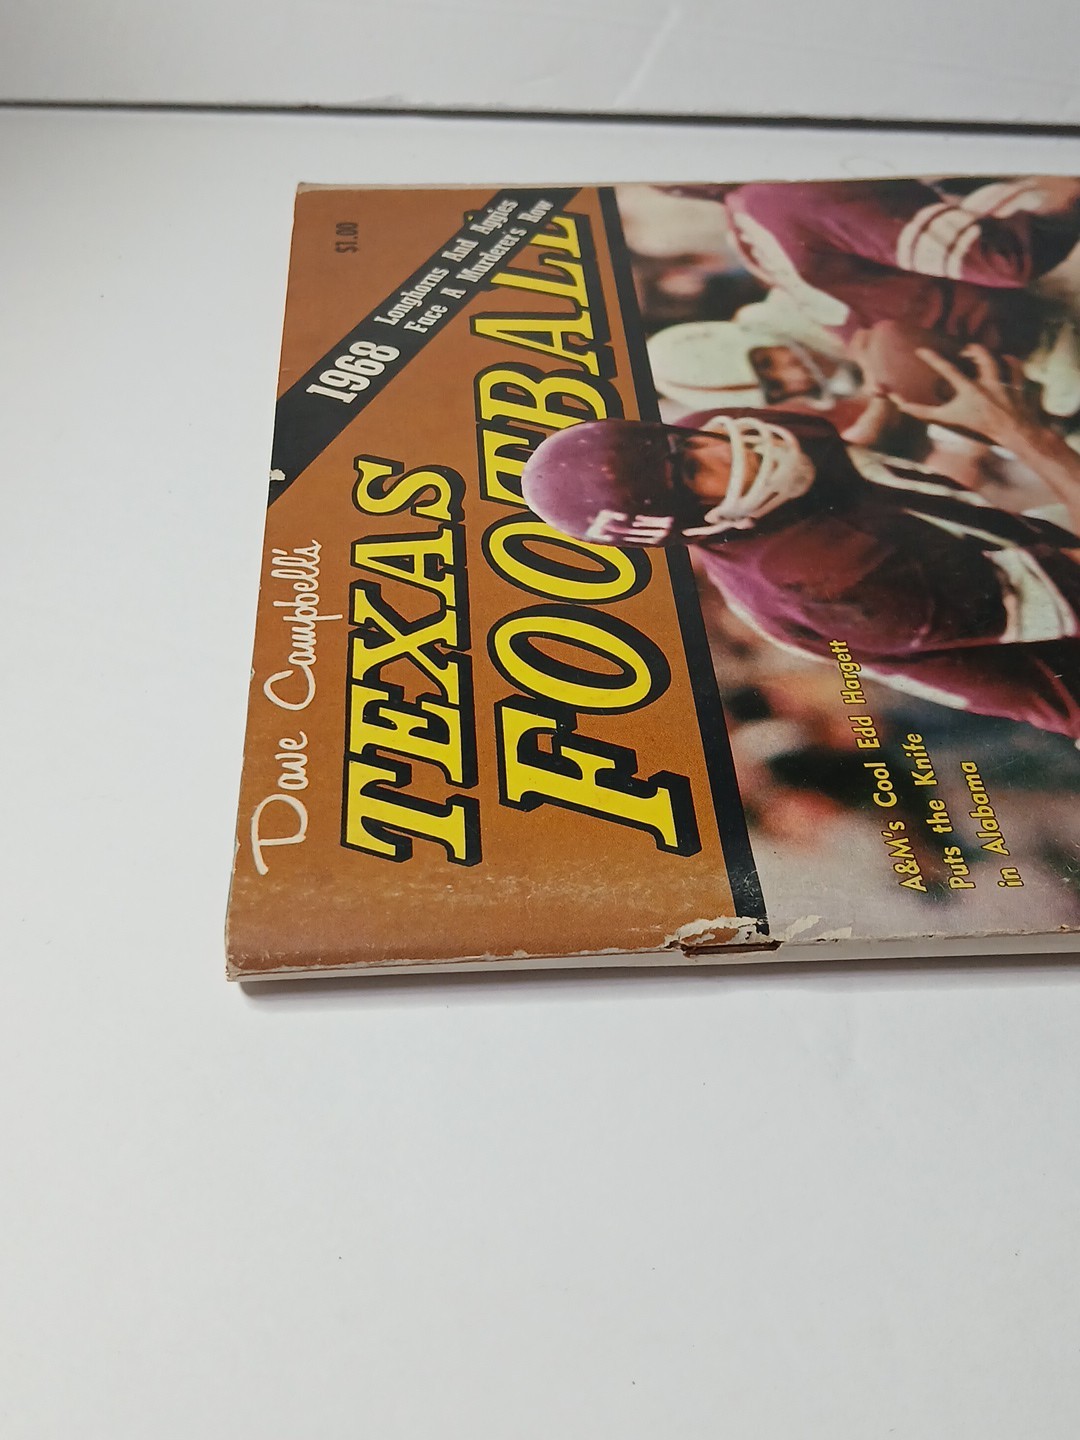 $1.00
1968
Longhorns And Aggies
Face A Murderer's Row
Dave Campbell's
TEXAS
FOOTBALL
A&M's Cool Edd Hargett
Puts the Knife
in Alabama